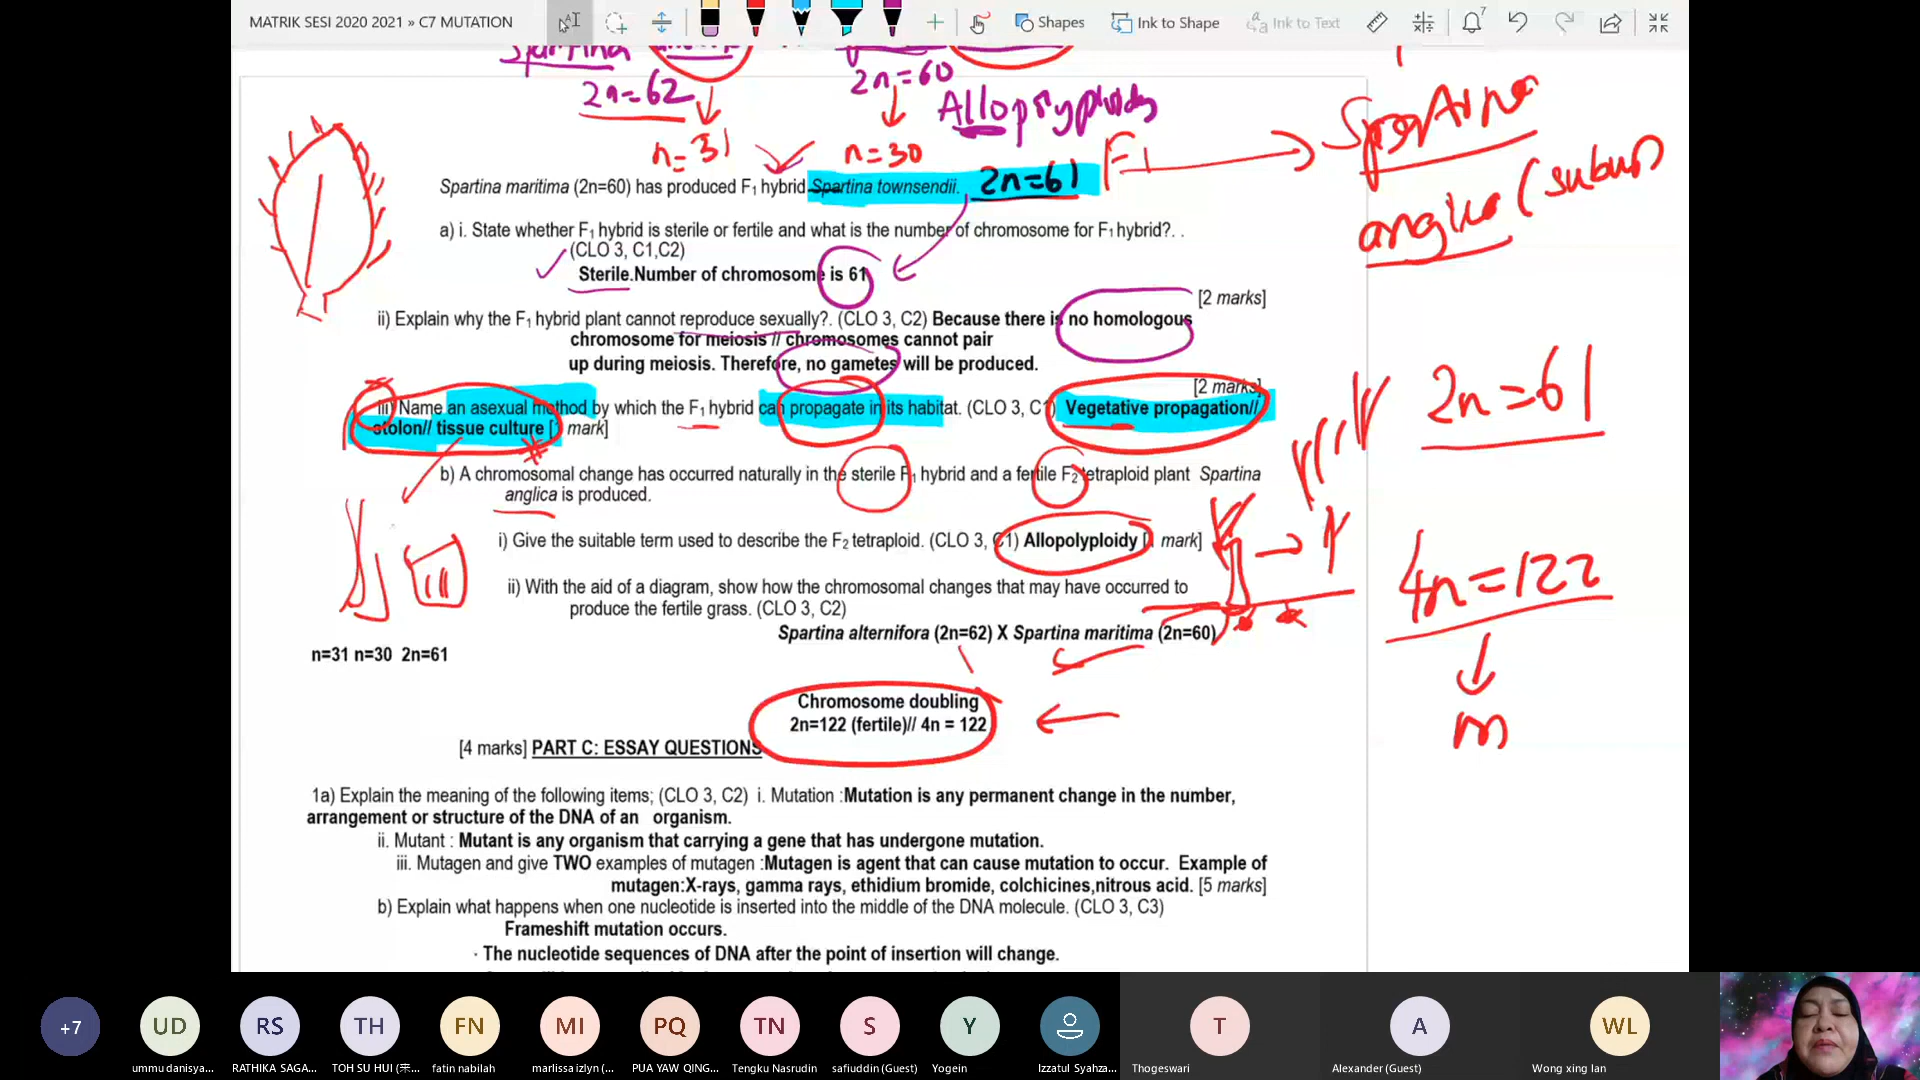 MATRIK SESI 2020 2021 » C7 MUTATION
Shapes
Ink to Shape
Ink to Text
7
Spartina
2n=62
2n=60
Allopolyploidy
n=31
n=30
F1
Spartina
anglica (subur)
Spartina maritima (2n=60) has produced F1 hybrid Spartina townsendii. 2n=61
a) i. State whether F1 hybrid is sterile or fertile and what is the number of chromosome for F1 hybrid?. .
(CLO 3, C1,C2)
Sterile.Number of chromosome is 61
[2 marks]
ii) Explain why the F1 hybrid plant cannot reproduce sexually?. (CLO 3, C2) Because there is no homologous
chromosome for meiosis // chromosomes cannot pair
up during meiosis. Therefore, no gametes will be produced.
[2 marks]
iii) Name an asexual method by which the F1 hybrid can propagate in its habitat. (CLO 3, C1) Vegetative propagation//
stolon// tissue culture [ mark]
2n=61
b) A chromosomal change has occurred naturally in the sterile F1 hybrid and a fertile F2 tetraploid plant Spartina
anglica is produced.
i) Give the suitable term used to describe the F2 tetraploid. (CLO 3, C1) Allopolyploidy [ mark]
4n=122
ii) With the aid of a diagram, show how the chromosomal changes that may have occurred to
produce the fertile grass. (CLO 3, C2)
Spartina alternifora (2n=62) X Spartina maritima (2n=60)
n=31 n=30 2n=61
Chromosome doubling
2n=122 (fertile)// 4n = 122
m
[4 marks] PART C: ESSAY QUESTIONS
1a) Explain the meaning of the following items; (CLO 3, C2) i. Mutation :Mutation is any permanent change in the number,
arrangement or structure of the DNA of an organism.
ii. Mutant : Mutant is any organism that carrying a gene that has undergone mutation.
iii. Mutagen and give TWO examples of mutagen :Mutagen is agent that can cause mutation to occur. Example of
mutagen:X-rays, gamma rays, ethidium bromide, colchicines,nitrous acid. [5 marks]
b) Explain what happens when one nucleotide is inserted into the middle of the DNA molecule. (CLO 3, C3)
Frameshift mutation occurs.
· The nucleotide sequences of DNA after the point of insertion will change.
+7 UD RS TH FN MI PQ TN S Y T A WL
ummu danisya... RATHIKA SAGA... TOH SU HUI (... fatin nabilah marlissa izlyn (... PUA YAW QING... Tengku Nasrudin safiuddin (Guest) Yogein Izzatul Syahza... Thogeswari Alexander (Guest) Wong xing lan